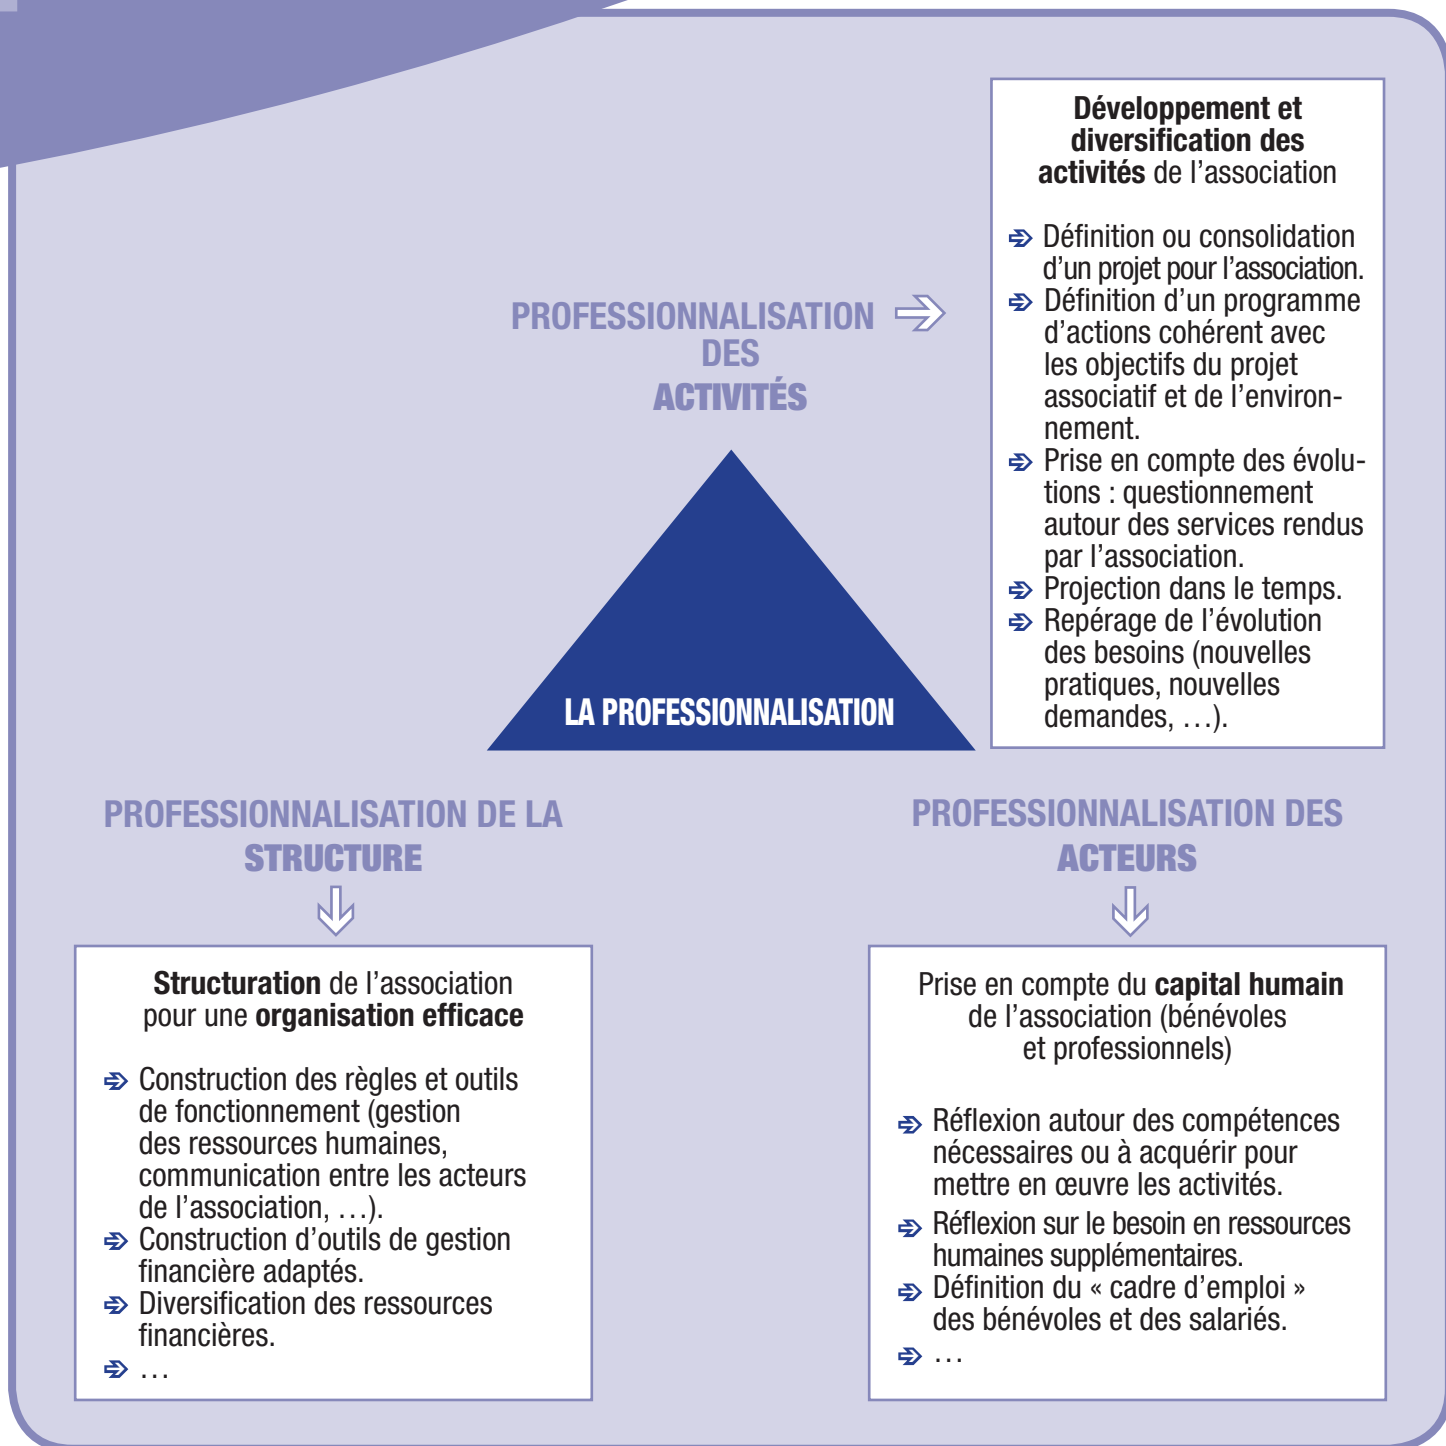 Développement et
diversification des
activités de l'association
Définition ou consolidation
d'un projet pour l'association.
Définition d'un programme
d'actions cohérent avec
les objectifs du projet
associatif et de l'environ-
nement.
Prise en compte des évolu-
tions : questionnement
autour des services rendus
par l'association.
Projection dans le temps.
Repérage de l'évolution
des besoins (nouvelles
pratiques, nouvelles
demandes, …).
PROFESSIONNALISATION
DES
ACTIVITÉS
LA PROFESSIONNALISATION
PROFESSIONNALISATION DE LA
STRUCTURE
Structuration de l'association
pour une organisation efficace
Construction des règles et outils
de fonctionnement (gestion
des ressources humaines,
communication entre les acteurs
de l'association, …).
Construction d'outils de gestion
financière adaptés.
Diversification des ressources
financières.
…
PROFESSIONNALISATION DES
ACTEURS
Prise en compte du capital humain
de l'association (bénévoles
et professionnels)
Réflexion autour des compétences
nécessaires ou à acquérir pour
mettre en œuvre les activités.
Réflexion sur le besoin en ressources
humaines supplémentaires.
Définition du « cadre d'emploi »
des bénévoles et des salariés.
…